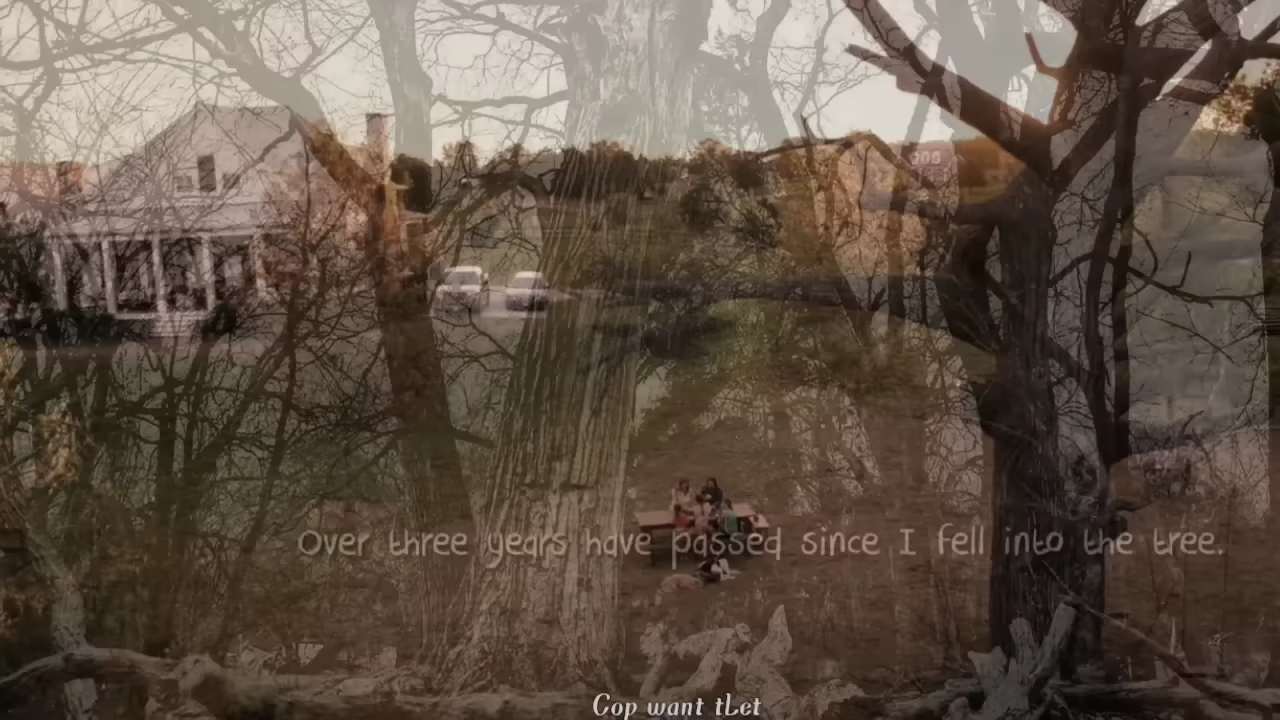 Over three years have passed since I fell into the tree.
Cop want tLet